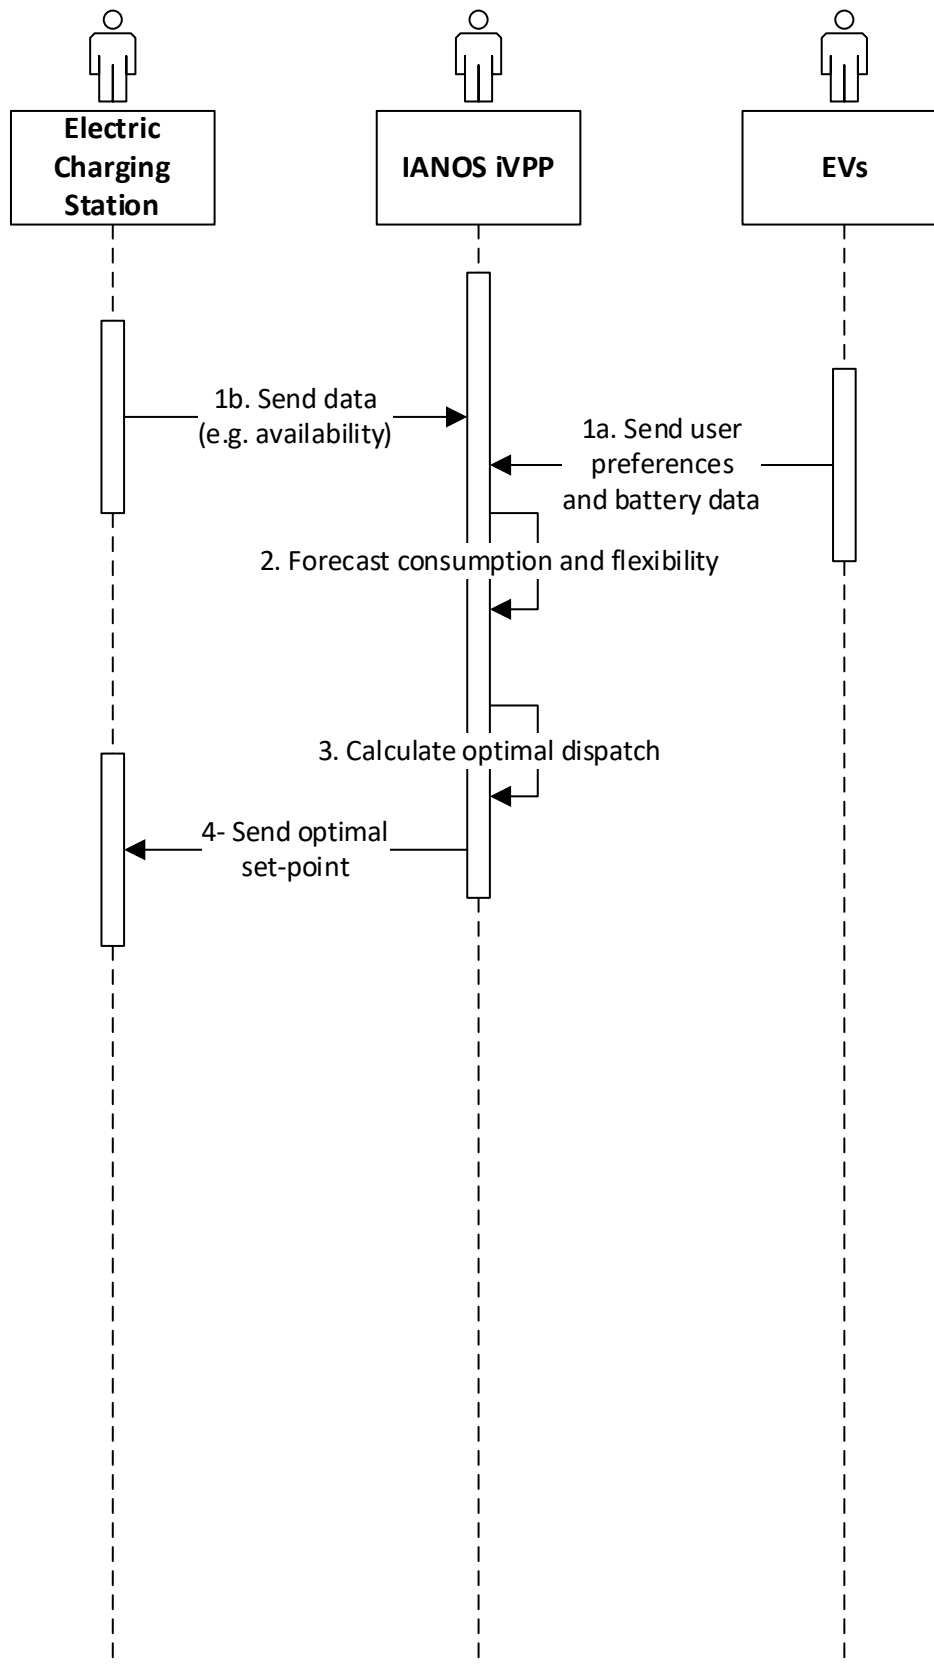 Electric
Charging
Station
IANOS iVPP
EVs
1b. Send data
(e.g. availability)
1a. Send user
preferences
and battery data
2. Forecast consumption and flexibility
3. Calculate optimal dispatch
4- Send optimal
set-point